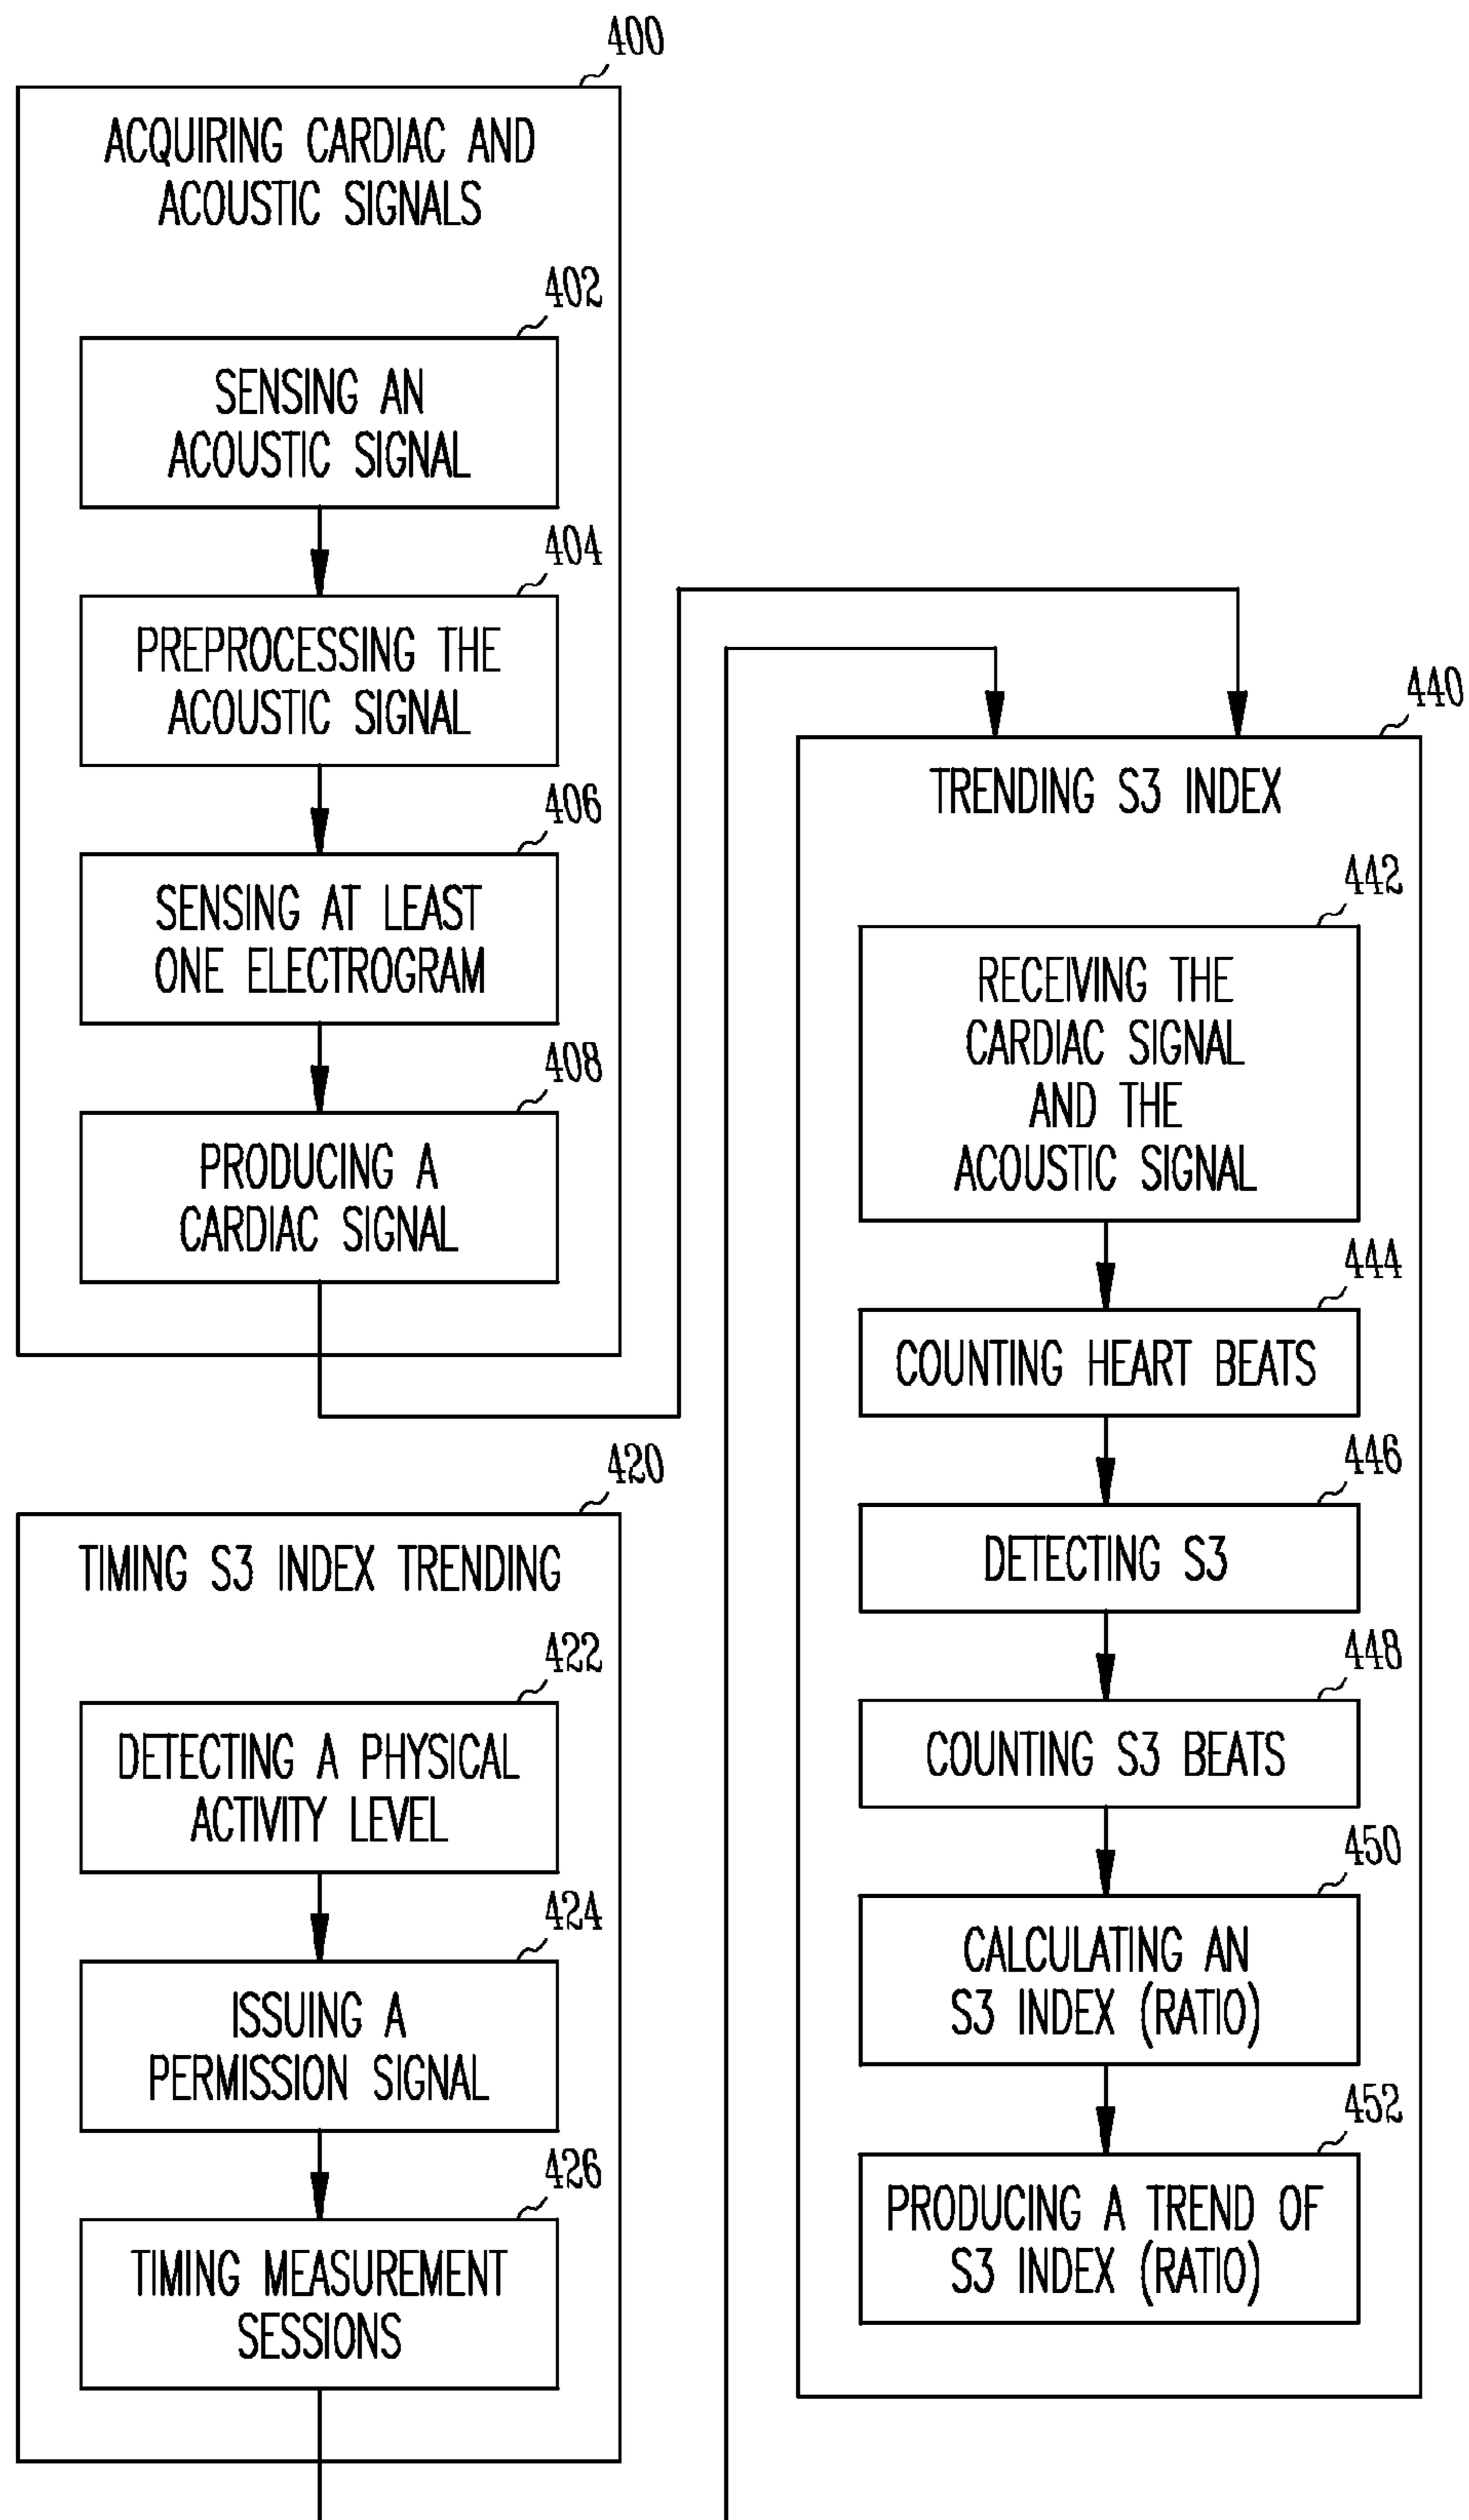 400
ACQUIRING CARDIAC AND
ACOUSTIC SIGNALS
402
SENSING AN
ACOUSTIC SIGNAL
404
PREPROCESSING THE
ACOUSTIC SIGNAL
406
SENSING AT LEAST
ONE ELECTROGRAM
408
PRODUCING A
CARDIAC SIGNAL
420
TIMING S3 INDEX TRENDING
422
DETECTING A PHYSICAL
ACTIVITY LEVEL
424
ISSUING A
PERMISSION SIGNAL
426
TIMING MEASUREMENT
SESSIONS
440
TRENDING S3 INDEX
442
RECEIVING THE
CARDIAC SIGNAL
AND THE
ACOUSTIC SIGNAL
444
COUNTING HEART BEATS
446
DETECTING S3
448
COUNTING S3 BEATS
450
CALCULATING AN
S3 INDEX (RATIO)
452
PRODUCING A TREND OF
S3 INDEX (RATIO)